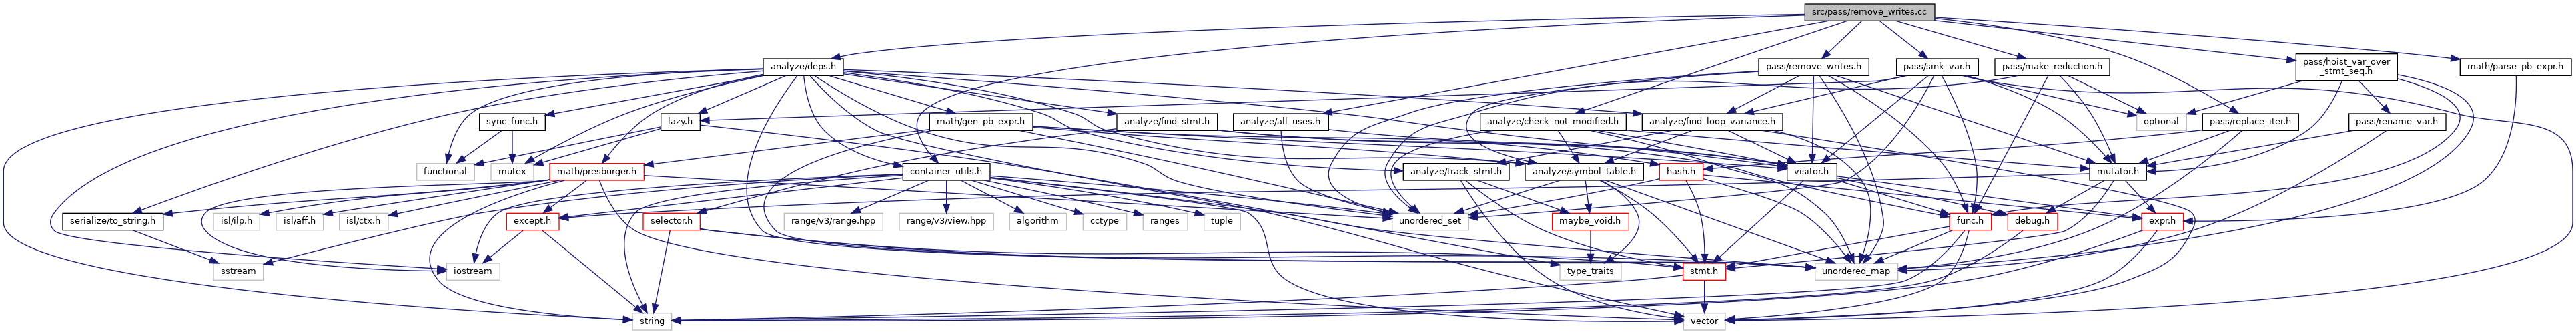 src/pass/remove_writes.cc
analyze/deps.h
pass/remove_writes.h
pass/sink_var.h
pass/make_reduction.h
pass/hoist_var_over
_stmt_seq.h
math/parse_pb_expr.h
sync_func.h
lazy.h
math/gen_pb_expr.h
analyze/find_stmt.h
analyze/all_uses.h
analyze/check_not_modified.h
analyze/find_loop_variance.h
optional
pass/replace_iter.h
pass/rename_var.h
functional
mutex
math/presburger.h
container_utils.h
analyze/track_stmt.h
analyze/symbol_table.h
hash.h
visitor.h
mutator.h
serialize/to_string.h
isl/ilp.h
isl/aff.h
isl/ctx.h
except.h
selector.h
range/v3/range.hpp
range/v3/view.hpp
algorithm
cctype
ranges
tuple
unordered_set
maybe_void.h
func.h
debug.h
expr.h
sstream
iostream
type_traits
stmt.h
unordered_map
string
vector